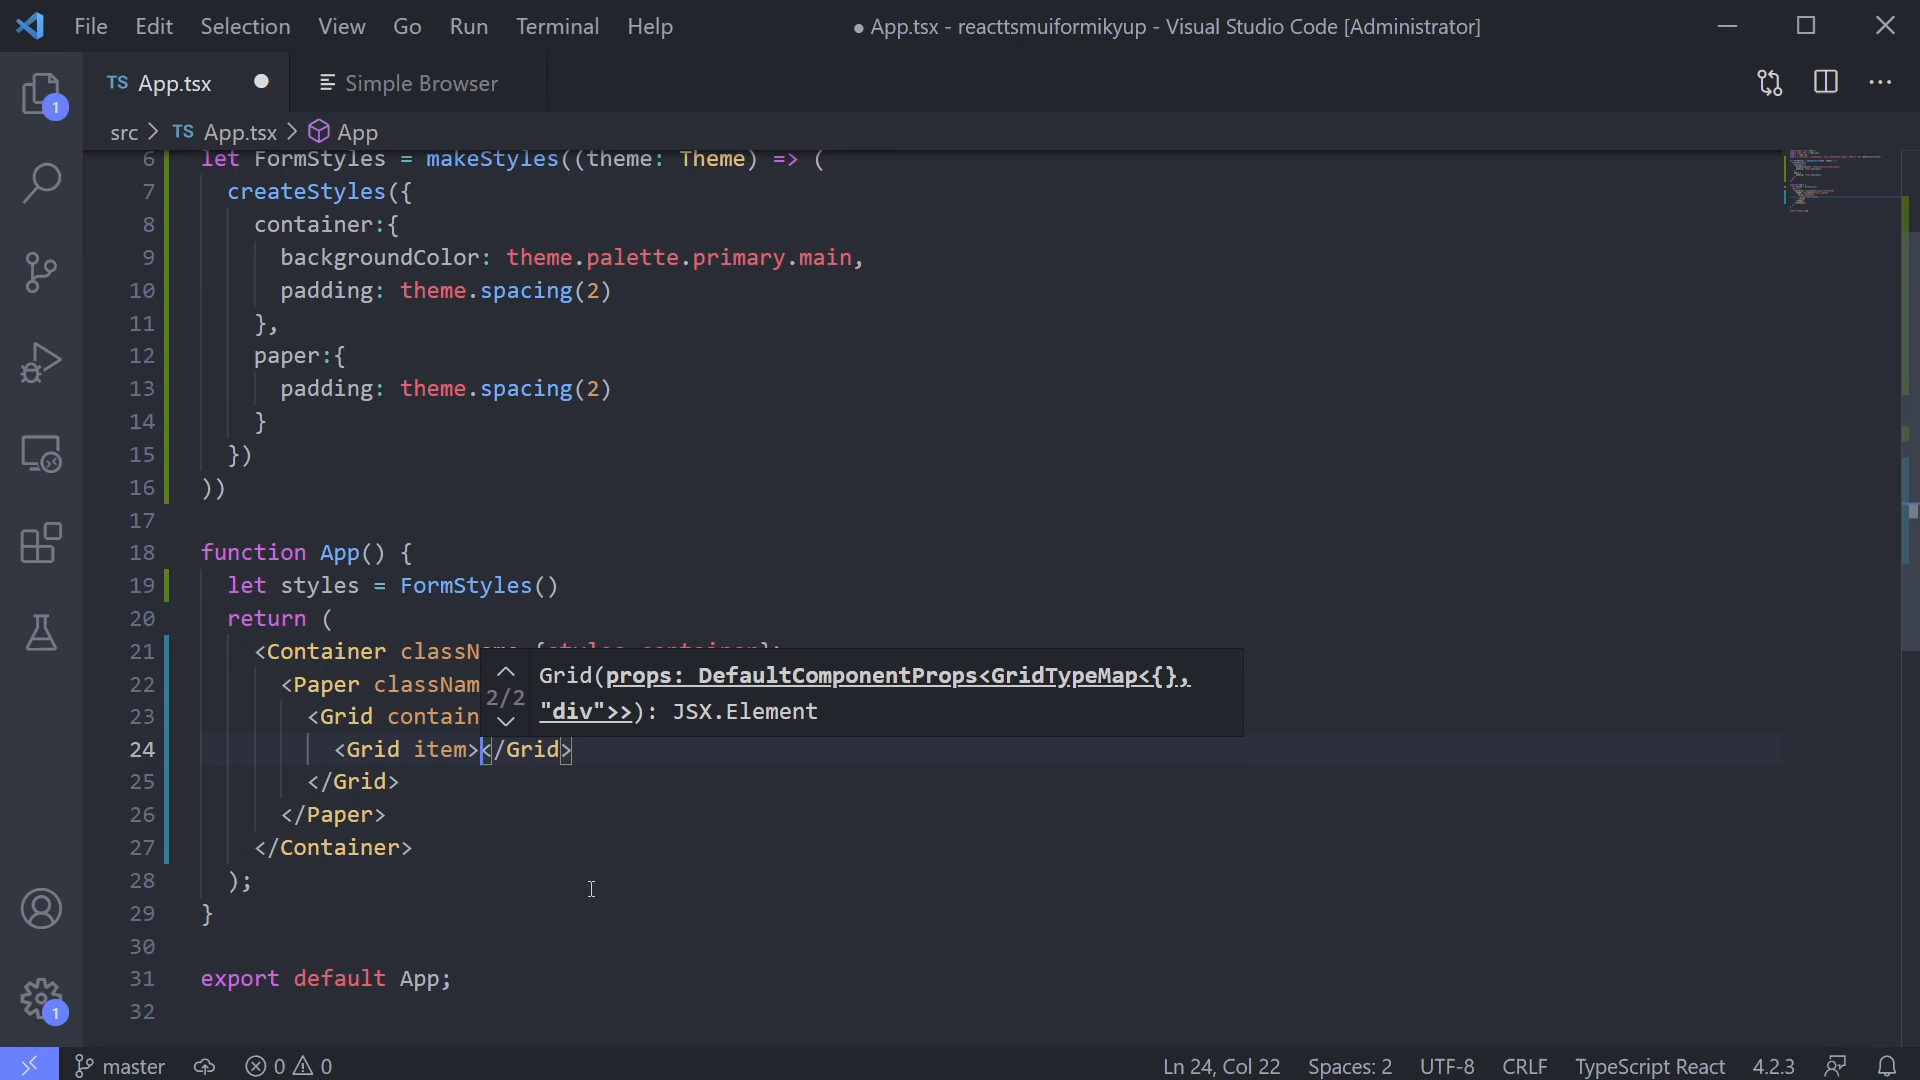 File Edit Selection View Go Run Terminal Help
● App.tsx - reacttsmuiformikyup - Visual Studio Code [Administrator]
TS App.tsx
Simple Browser
src > TS App.tsx > App
6 let FormStyles = makeStyles((theme: Theme) => (
7 createStyles({
8 container:{
9 backgroundColor: theme.palette.primary.main,
10 padding: theme.spacing(2)
11 },
12 paper:{
13 padding: theme.spacing(2)
14 }
15 })
16 ))
17
18 function App() {
19 let styles = FormStyles()
20 return (
21 <Container classN
22 <Paper classNam
23 <Grid contain
Grid(props: DefaultComponentProps<GridTypeMap<{},
2/2
"div">>): JSX.Element
24 <Grid item></Grid>
25 </Grid>
26 </Paper>
27 </Container>
28 );
29 }
30
31 export default App;
32
1
1
master
0 0
Ln 24, Col 22
Spaces: 2
UTF-8
CRLF
TypeScript React
4.2.3